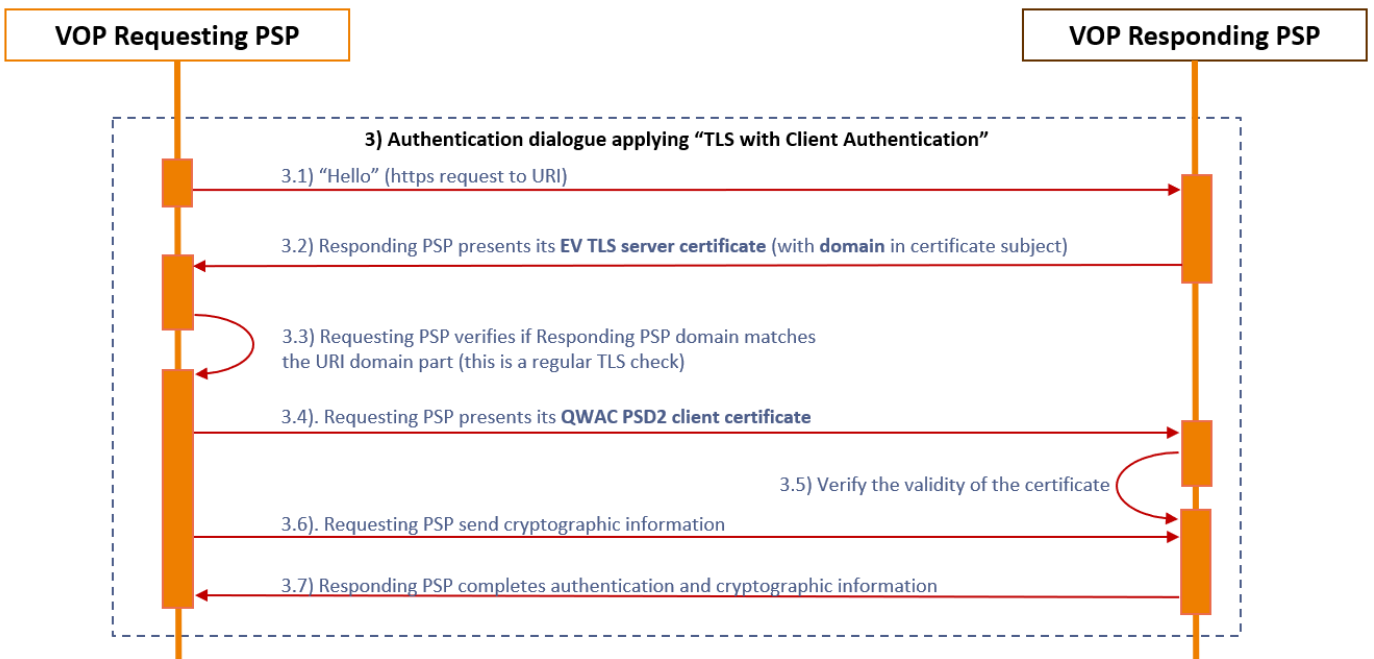 VOP Requesting PSP
VOP Responding PSP
3) Authentication dialogue applying “TLS with Client Authentication”
3.1) “Hello” (https request to URI)
3.2) Responding PSP presents its EV TLS server certificate (with domain in certificate subject)
3.3) Requesting PSP verifies if Responding PSP domain matches
the URI domain part (this is a regular TLS check)
3.4). Requesting PSP presents its QWAC PSD2 client certificate
3.5) Verify the validity of the certificate
3.6). Requesting PSP send cryptographic information
3.7) Responding PSP completes authentication and cryptographic information